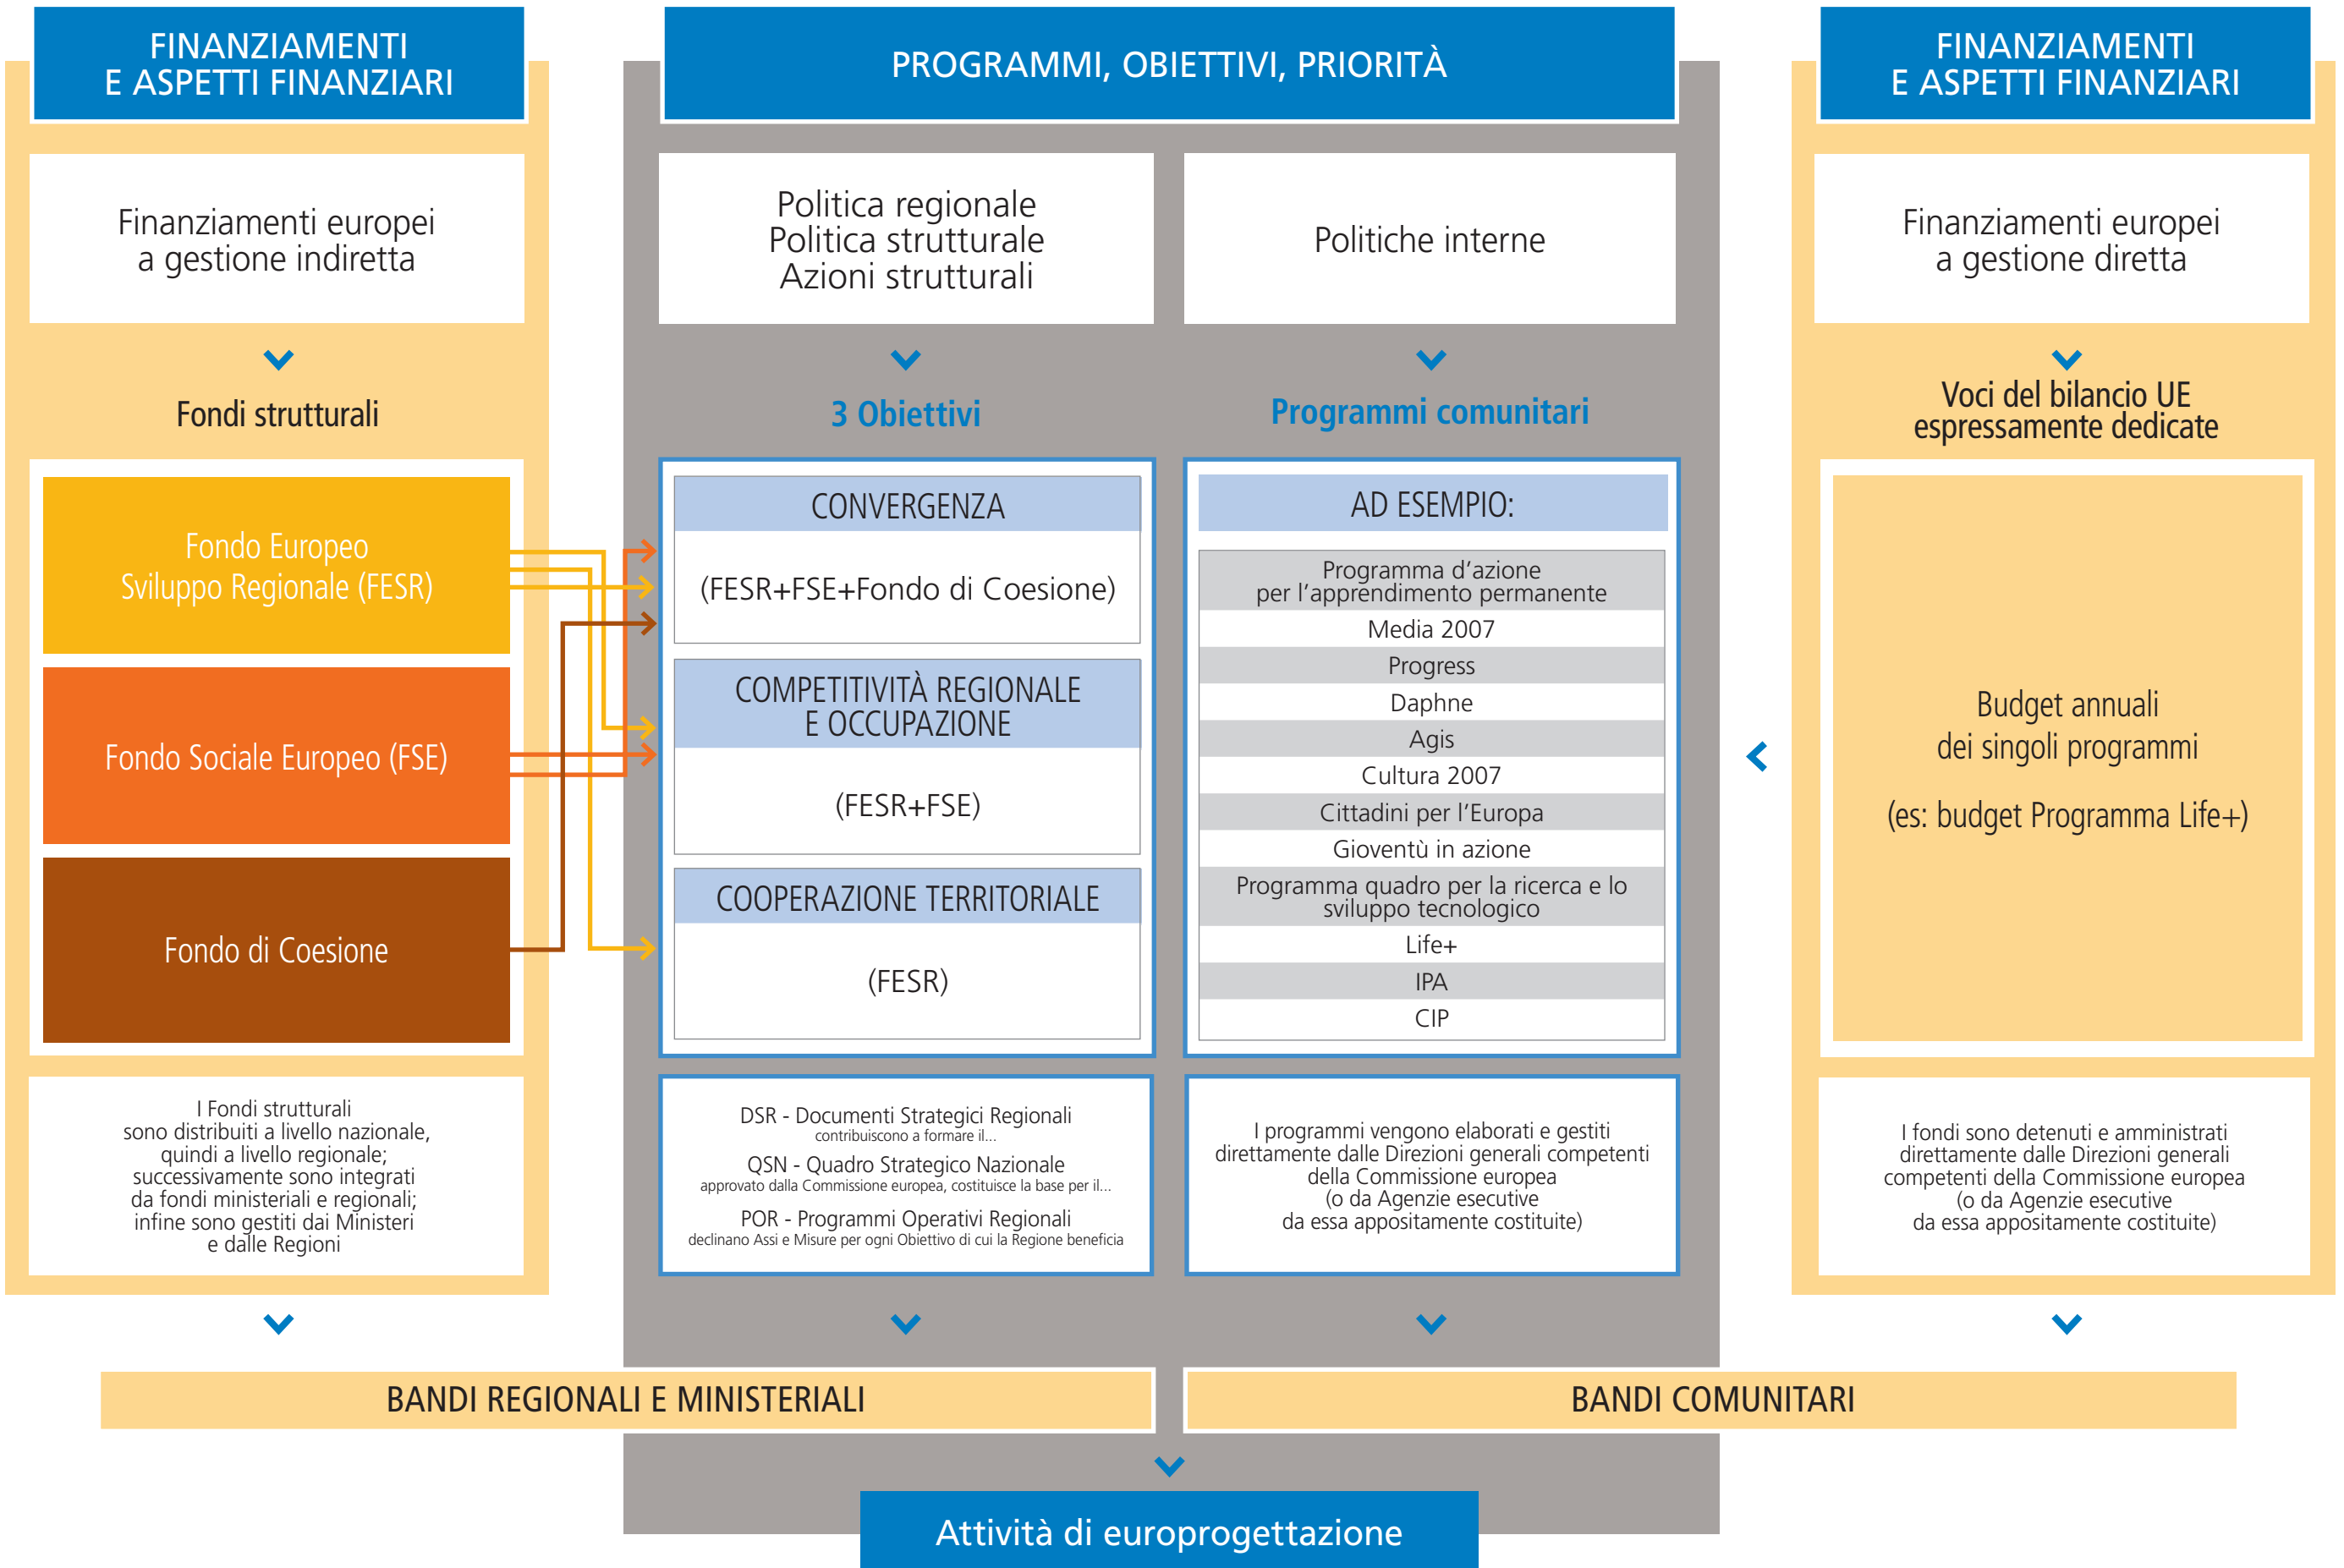 FINANZIAMENTI
E ASPETTI FINANZIARI
Finanziamenti europei
a gestione indiretta
Fondi strutturali
Fondo Europeo
Sviluppo Regionale (FESR)
Fondo Sociale Europeo (FSE)
Fondo di Coesione
I Fondi strutturali
sono distribuiti a livello nazionale,
quindi a livello regionale;
successivamente sono integrati
da fondi ministeriali e regionali;
infine sono gestiti dai Ministeri
e dalle Regioni
PROGRAMMI, OBIETTIVI, PRIORITÀ
Politica regionale
Politica strutturale
Azioni strutturali
3 Obiettivi
CONVERGENZA
(FESR+FSE+Fondo di Coesione)
COMPETITIVITÀ REGIONALE
E OCCUPAZIONE
(FESR+FSE)
COOPERAZIONE TERRITORIALE
(FESR)
DSR - Documenti Strategici Regionali
contribuiscono a formare il...
QSN - Quadro Strategico Nazionale
approvato dalla Commissione europea, costituisce la base per il...
POR - Programmi Operativi Regionali
declinano Assi e Misure per ogni Obiettivo di cui la Regione beneficia
Politiche interne
Programmi comunitari
AD ESEMPIO:
Programma d'azione
per l'apprendimento permanente
Media 2007
Progress
Daphne
Agis
Cultura 2007
Cittadini per l'Europa
Gioventù in azione
Programma quadro per la ricerca e lo
sviluppo tecnologico
Life+
IPA
CIP
I programmi vengono elaborati e gestiti
direttamente dalle Direzioni generali competenti
della Commissione europea
(o da Agenzie esecutive
da essa appositamente costituite)
FINANZIAMENTI
E ASPETTI FINANZIARI
Finanziamenti europei
a gestione diretta
Voci del bilancio UE
espressamente dedicate
Budget annuali
dei singoli programmi
(es: budget Programma Life+)
I fondi sono detenuti e amministrati
direttamente dalle Direzioni generali
competenti della Commissione europea
(o da Agenzie esecutive
da essa appositamente costituite)
BANDI REGIONALI E MINISTERIALI
BANDI COMUNITARI
Attività di europrogettazione